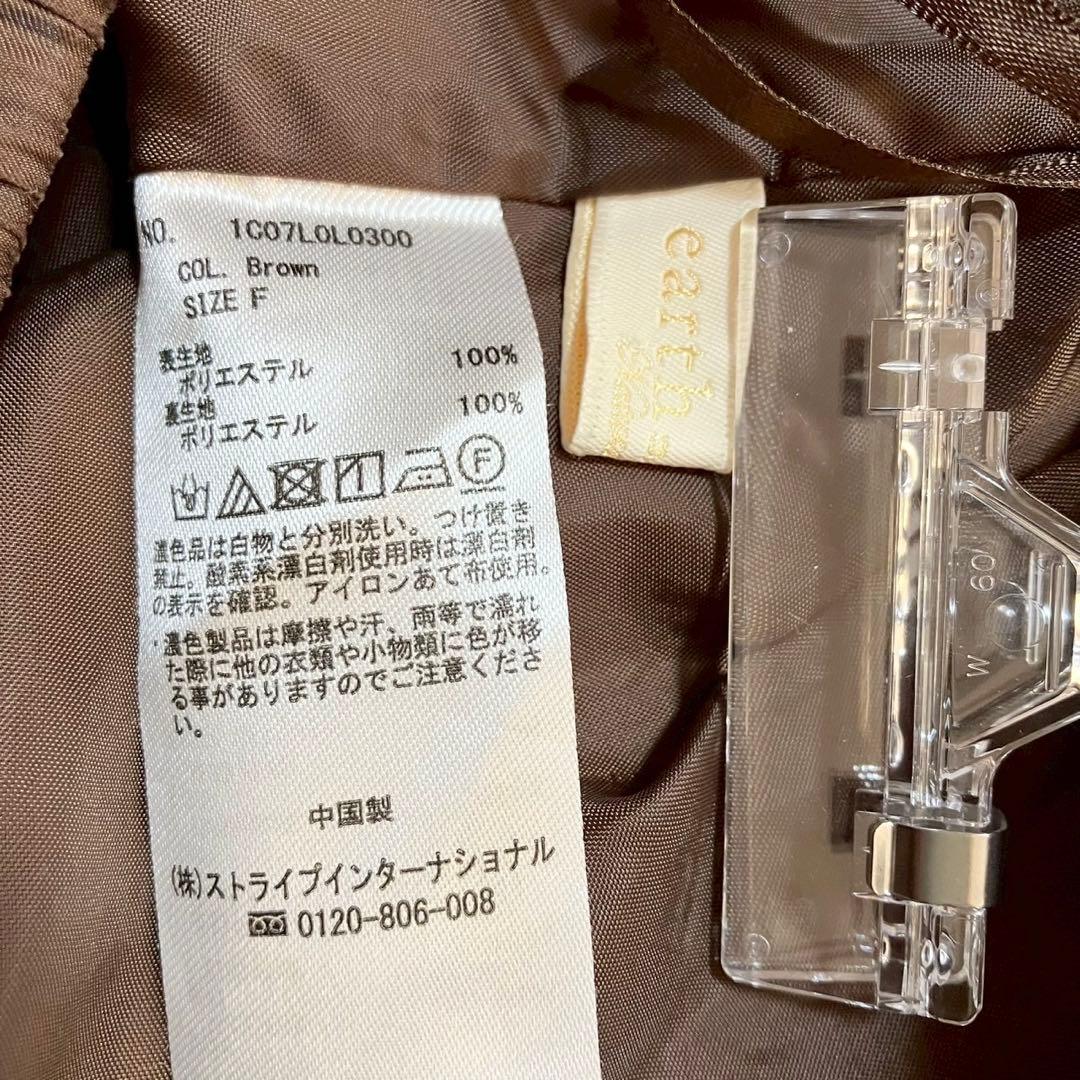 NO. 1C07L0L0300
COL. Brown
SIZE F
表生地
ポリエステル 100%
裏生地
ポリエステル 100%
F
濃色品は白物と分別洗い。つけ置き
禁止。酸素系漂白剤使用時は漂白剤
の表示を確認。アイロンあて布使用。
・濃色製品は摩擦や汗、雨等で濡れ
た際に他の衣類や小物類に色が移
る事がありますのでご注意くださ
い。
中国製
(株)ストライプインターナショナル
0120-806-008
earth
60
W